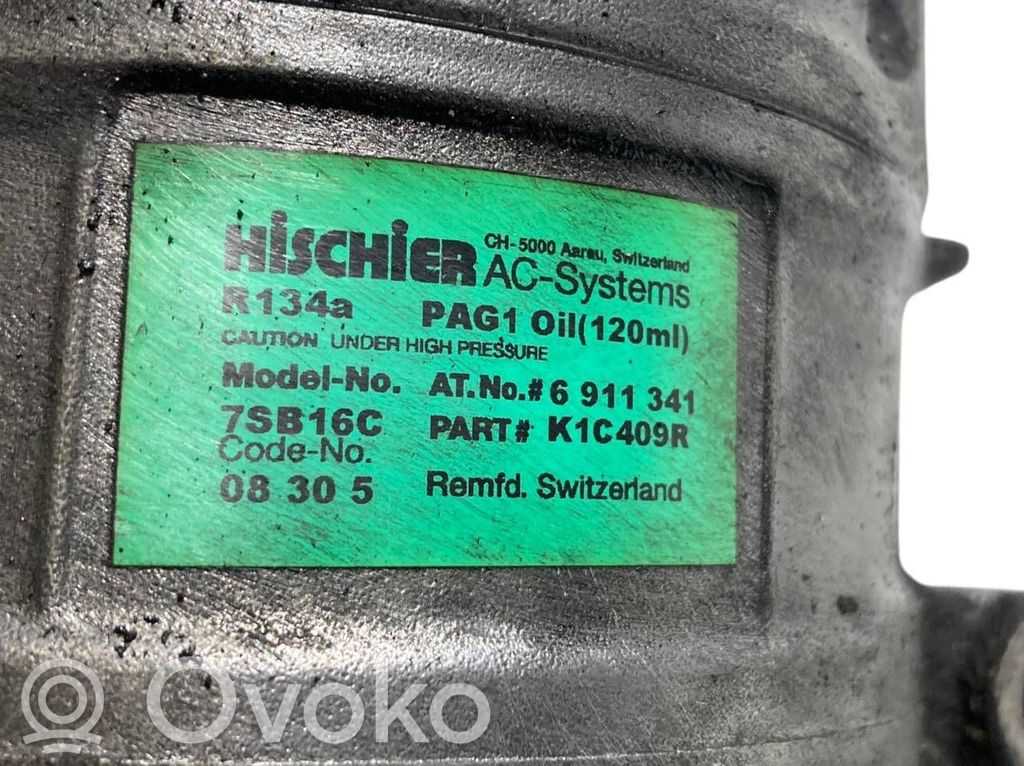 HiSCHiER CH-5000 Aarau, Switzerland
AC-Systems
R134a PAG1 Oil(120ml)
CAUTION UNDER HIGH PRESSURE
Model-No. AT.No.# 6 911 341
7SB16C PART# K1C409R
Code-No.
08 30 5 Remfd. Switzerland
Ovoko